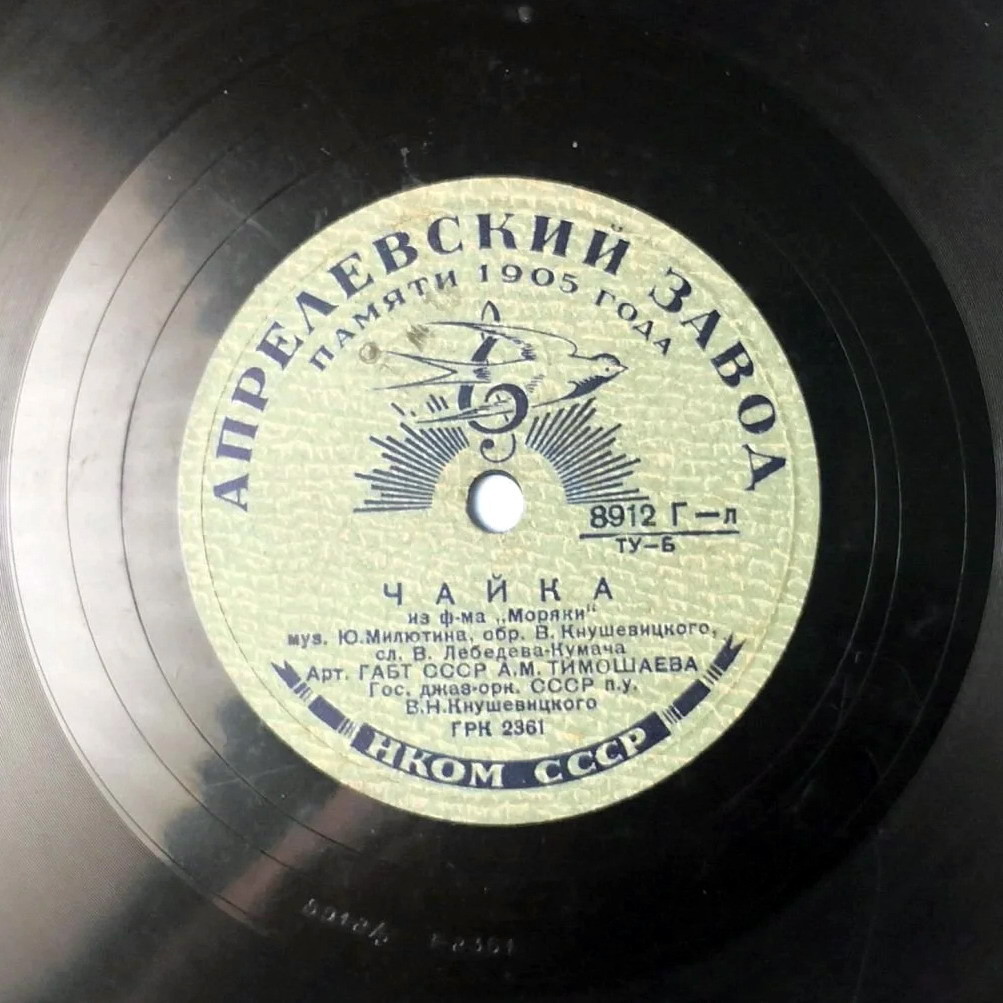 АПРЕЛЕВСКИЙ ЗАВОД
ПАМЯТИ 1905 ГОДА
8912 Г—л
ТУ—Б
ЧАЙКА
из ф-ма „Моряки“
муз. Ю.Милютина, обр. В.Кнушевицкого,
сл. В. Лебедева-Кумача
Арт. ГАБТ СССР А.М.ТИМОШАЕВА
Гос. джаз-орк. СССР п.у.
В.Н.Кнушевицкого
ГРК 2361
НКОМ СССР